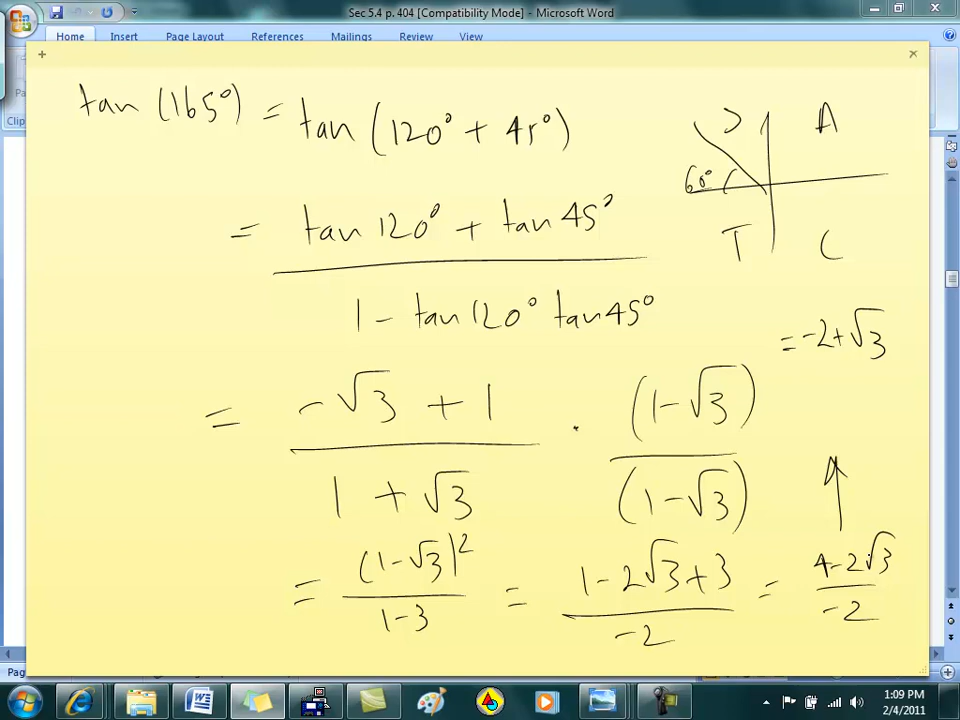 Sec 5.4 p. 404 [Compatibility Mode] - Microsoft Word
Home Insert Page Layout References Mailings Review View
tan (165°) = tan (120° + 45°)
A
60°
= tan 120° + tan 45°
T C
1 - tan 120° tan 45°
= -2+√3
= -√3 + 1 . (1-√3)
1 + √3 (1-√3)
= (1-√3)² = 1-2√3+3 = 4-2√3
1-3 -2 -2
Clip
Pag
1:09 PM
2/4/2011